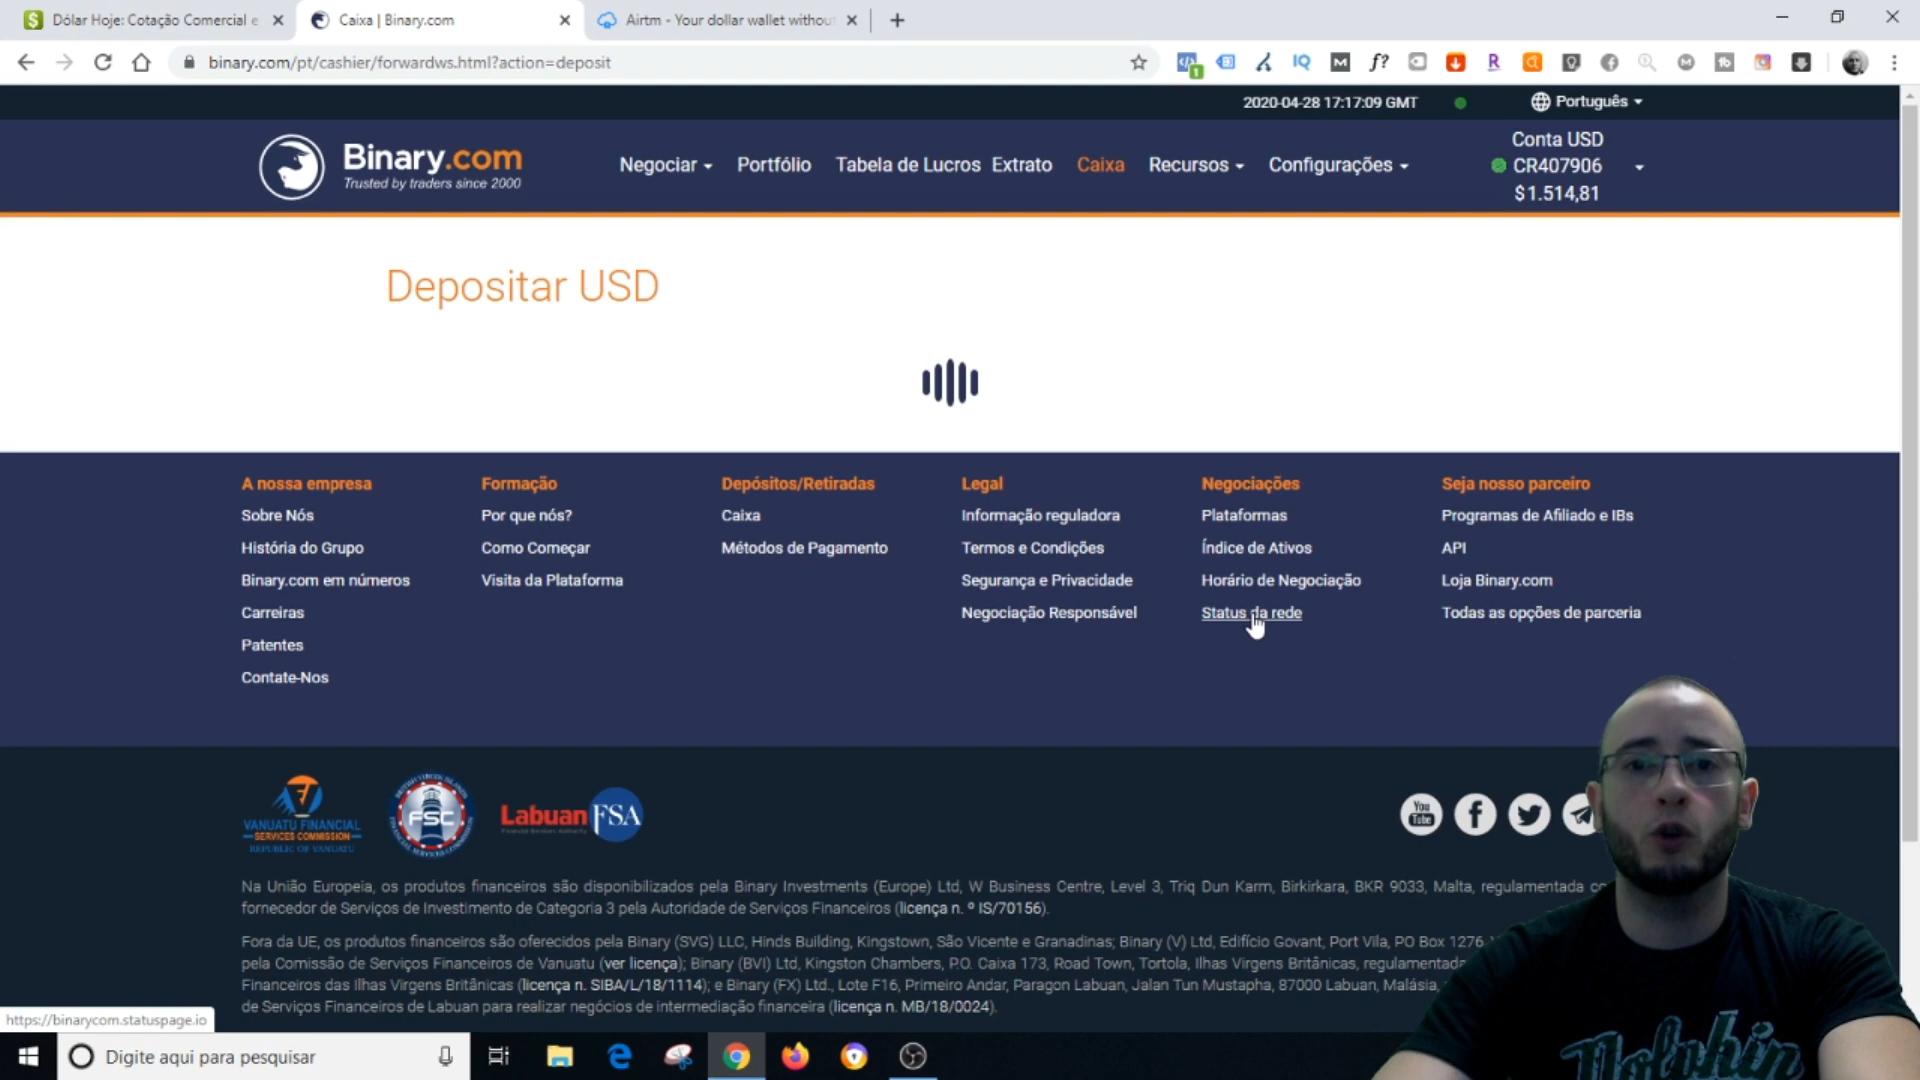 Dólar Hoje: Cotação Comercial e
Caixa | Binary.com
Airtm - Your dollar wallet withou
binary.com/pt/cashier/forwardws.html?action=deposit
2020-04-28 17:17:09 GMT
Português
Binary.com
Trusted by traders since 2000
Negociar
Portfólio
Tabela de Lucros
Extrato
Caixa
Recursos
Configurações
Conta USD
CR407906
$1.514,81
Depositar USD
A nossa empresa
Sobre Nós
História do Grupo
Binary.com em números
Carreiras
Patentes
Contate-Nos
Formação
Por que nós?
Como Começar
Visita da Plataforma
Depósitos/Retiradas
Caixa
Métodos de Pagamento
Legal
Informação reguladora
Termos e Condições
Segurança e Privacidade
Negociação Responsável
Negociações
Plataformas
Índice de Ativos
Horário de Negociação
Status da rede
Seja nosso parceiro
Programas de Afiliado e IBs
API
Loja Binary.com
Todas as opções de parceria
VANUATU FINANCIAL
SERVICES COMMISSION
REPUBLIC OF VANUATU
FSC
Labuan FSA
You
Tube
Na União Europeia, os produtos financeiros são disponibilizados pela Binary Investments (Europe) Ltd, W Business Centre, Level 3, Triq Dun Karm, Birkirkara, BKR 9033, Malta, regulamentada co
fornecedor de Serviços de Investimento de Categoria 3 pela Autoridade de Serviços Financeiros (licença n. º IS/70156).
Fora da UE, os produtos financeiros são oferecidos pela Binary (SVG) LLC, Hinds Building, Kingstown, São Vicente e Granadinas; Binary (V) Ltd, Edifício Govant, Port Vila, PO Box 1276,
pela Comissão de Serviços Financeiros de Vanuatu (ver licença); Binary (BVI) Ltd, Kingston Chambers, P.O. Caixa 173, Road Town, Tortola, Ilhas Virgens Britânicas, regulamentada
Financeiros das Ilhas Virgens Britânicas (licença n. SIBA/L/18/1114); e Binary (FX) Ltd., Lote F16, Primeiro Andar, Paragon Labuan, Jalan Tun Mustapha, 87000 Labuan, Malásia,
de Serviços Financeiros de Labuan para realizar negócios de intermediação financeira (licença n. MB/18/0024).
https://binarycom.statuspage.io
Digite aqui para pesquisar
Dolphin